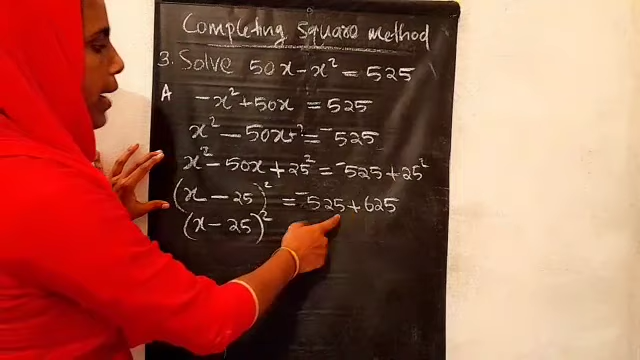 Completing Square method
3. Solve 50x - x² = 525
A -x² + 50x = 525
x² - 50x + ? = ⁻525
x² - 50x + 25² = ⁻525 + 25²
(x - 25)² = ⁻525 + 625
(x - 25)²